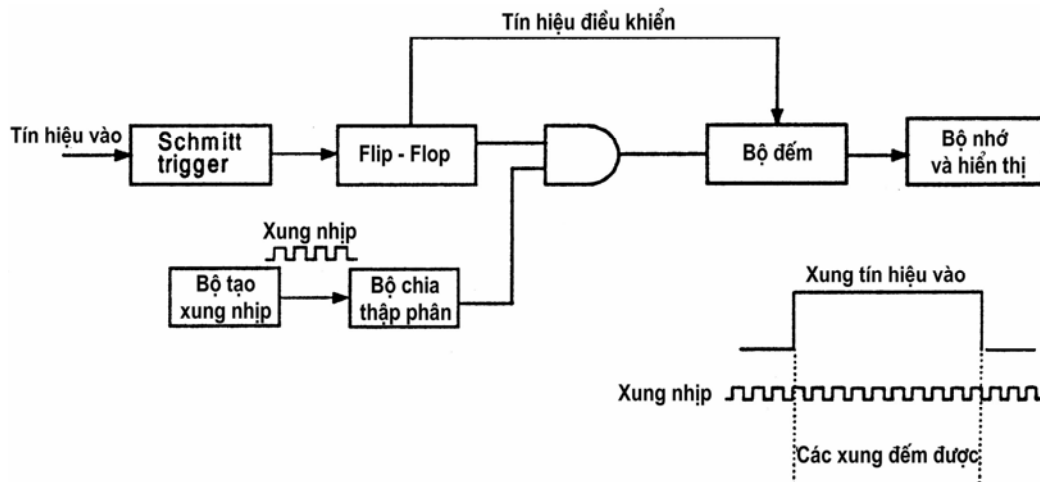 Tín hiệu điều khiển
Tín hiệu vào
Schmitt
trigger
Flip - Flop
Bộ đếm
Bộ nhớ
và hiển thị
Xung nhịp
Bộ tạo
xung nhịp
Bộ chia
thập phân
Xung tín hiệu vào
Xung nhịp
Các xung đếm được